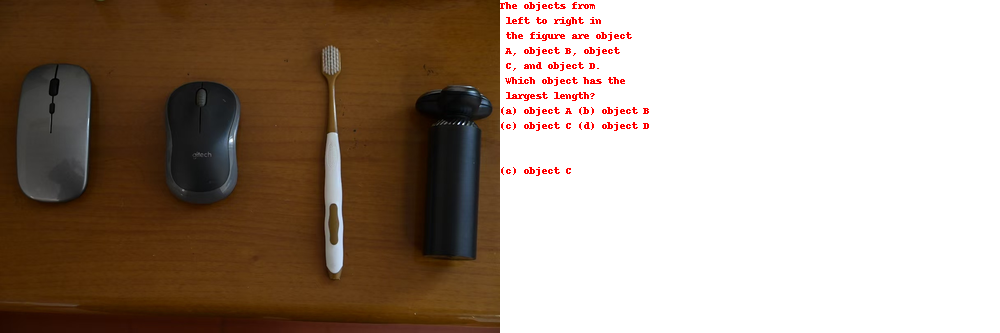 The objects from
left to right in
the figure are object
A, object B, object
C, and object D.
Which object has the
largest length?
(a) object A (b) object B
(c) object C (d) object D
(c) object C